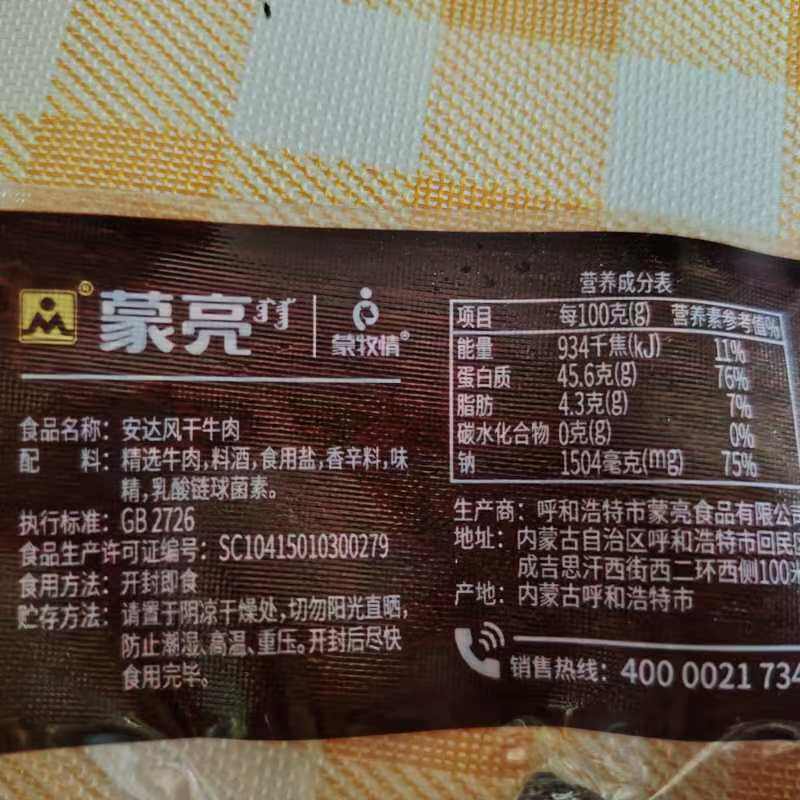 蒙亮
蒙牧情®
食品名称：安达风干牛肉
配 料：精选牛肉,料酒,食用盐,香辛料,味
精,乳酸链球菌素。
执行标准：GB 2726
食品生产许可证编号：SC10415010300279
食用方法：开封即食
贮存方法：请置于阴凉干燥处,切勿阳光直晒,
防止潮湿、高温、重压。开封后尽快
食用完毕。
营养成分表
项目 每100克(g) 营养素参考值%
能量 934千焦(kJ) 11%
蛋白质 45.6克(g) 76%
脂肪 4.3克(g) 7%
碳水化合物 0克(g) 0%
钠 1504毫克(mg) 75%
生产商：呼和浩特市蒙亮食品有限公司
地址：内蒙古自治区呼和浩特市回民区
成吉思汗西街西二环西侧100米
产地：内蒙古呼和浩特市
销售热线：400 0021 734